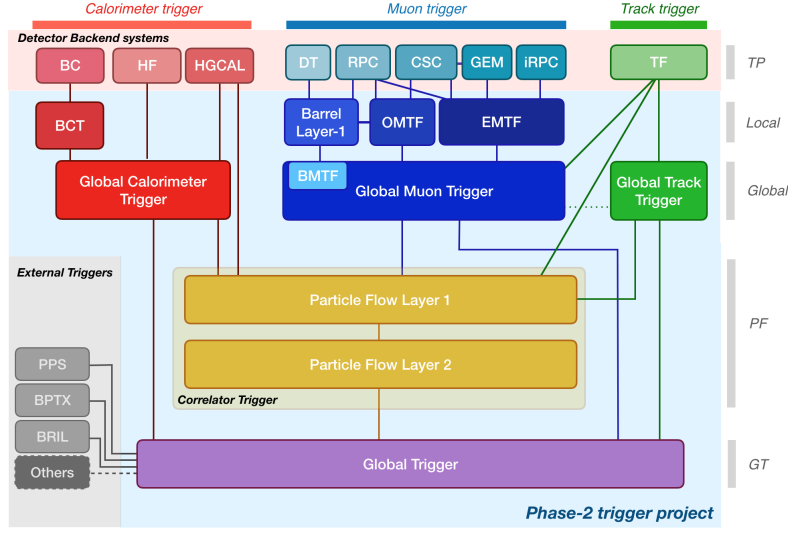 Calorimeter trigger
Muon trigger
Track trigger
Detector Backend systems
BC
HF
HGCAL
DT
RPC
CSC
GEM
iRPC
TF
TP
BCT
Barrel
Layer-1
OMTF
EMTF
Local
Global Calorimeter
Trigger
BMTF
Global Muon Trigger
Global Track
Trigger
Global
External Triggers
Particle Flow Layer 1
Particle Flow Layer 2
Correlator Trigger
PF
PPS
BPTX
BRIL
Others
Global Trigger
GT
Phase-2 trigger project